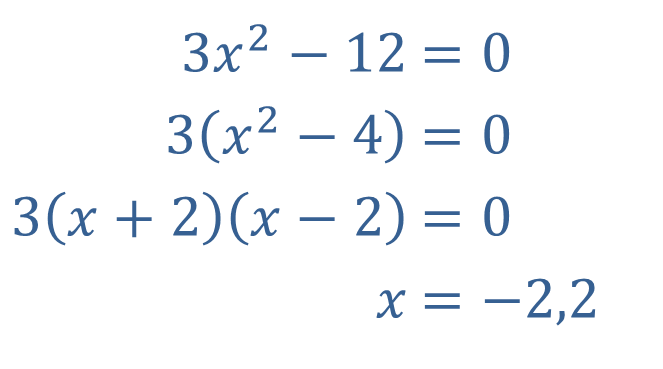 3x² − 12 = 0
3(x² − 4) = 0
3(x + 2)(x − 2) = 0
x = −2,2